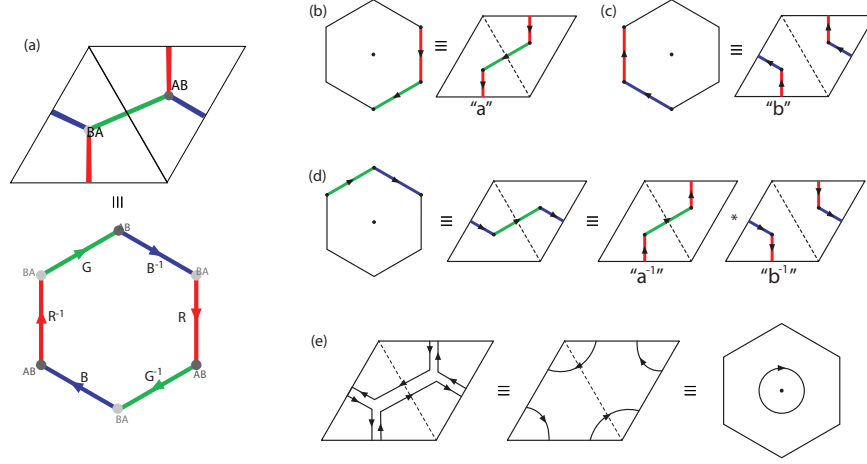 (a)
AB
BA
≡
AB
BA
BA
G
B⁻¹
R⁻¹
R
AB
AB
B
G⁻¹
BA
(b)
≡
"a"
(c)
≡
"b"
(d)
≡
≡
*
"a⁻¹"
"b⁻¹"
(e)
≡
≡